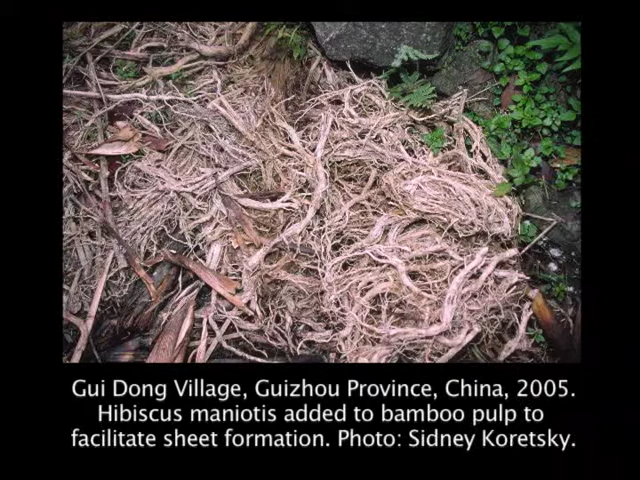 Gui Dong Village, Guizhou Province, China, 2005.
Hibiscus maniotis added to bamboo pulp to
facilitate sheet formation. Photo: Sidney Koretsky.